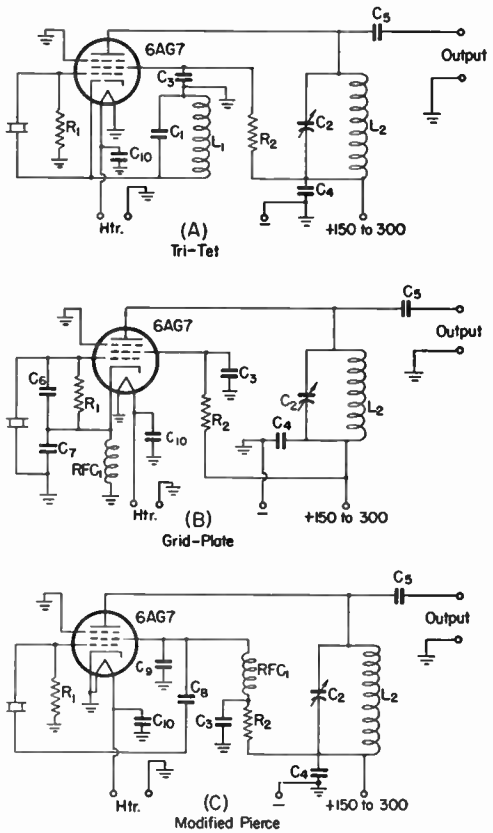 C5
6AG7
Output
C3
R1
C1
L1
R2
C2
L2
C10
C4
Htr.
(A)
Tri-Tet
–
+150 to 300
C5
6AG7
Output
C6
R1
C3
C2
L2
R2
C4
C7
RFC1
C10
Htr.
(B)
Grid-Plate
–
+150 to 300
C5
6AG7
Output
C9
C8
RFC1
R1
C2
L2
C10
C3
R2
C4
Htr.
(C)
Modified Pierce
–
+150 to 300